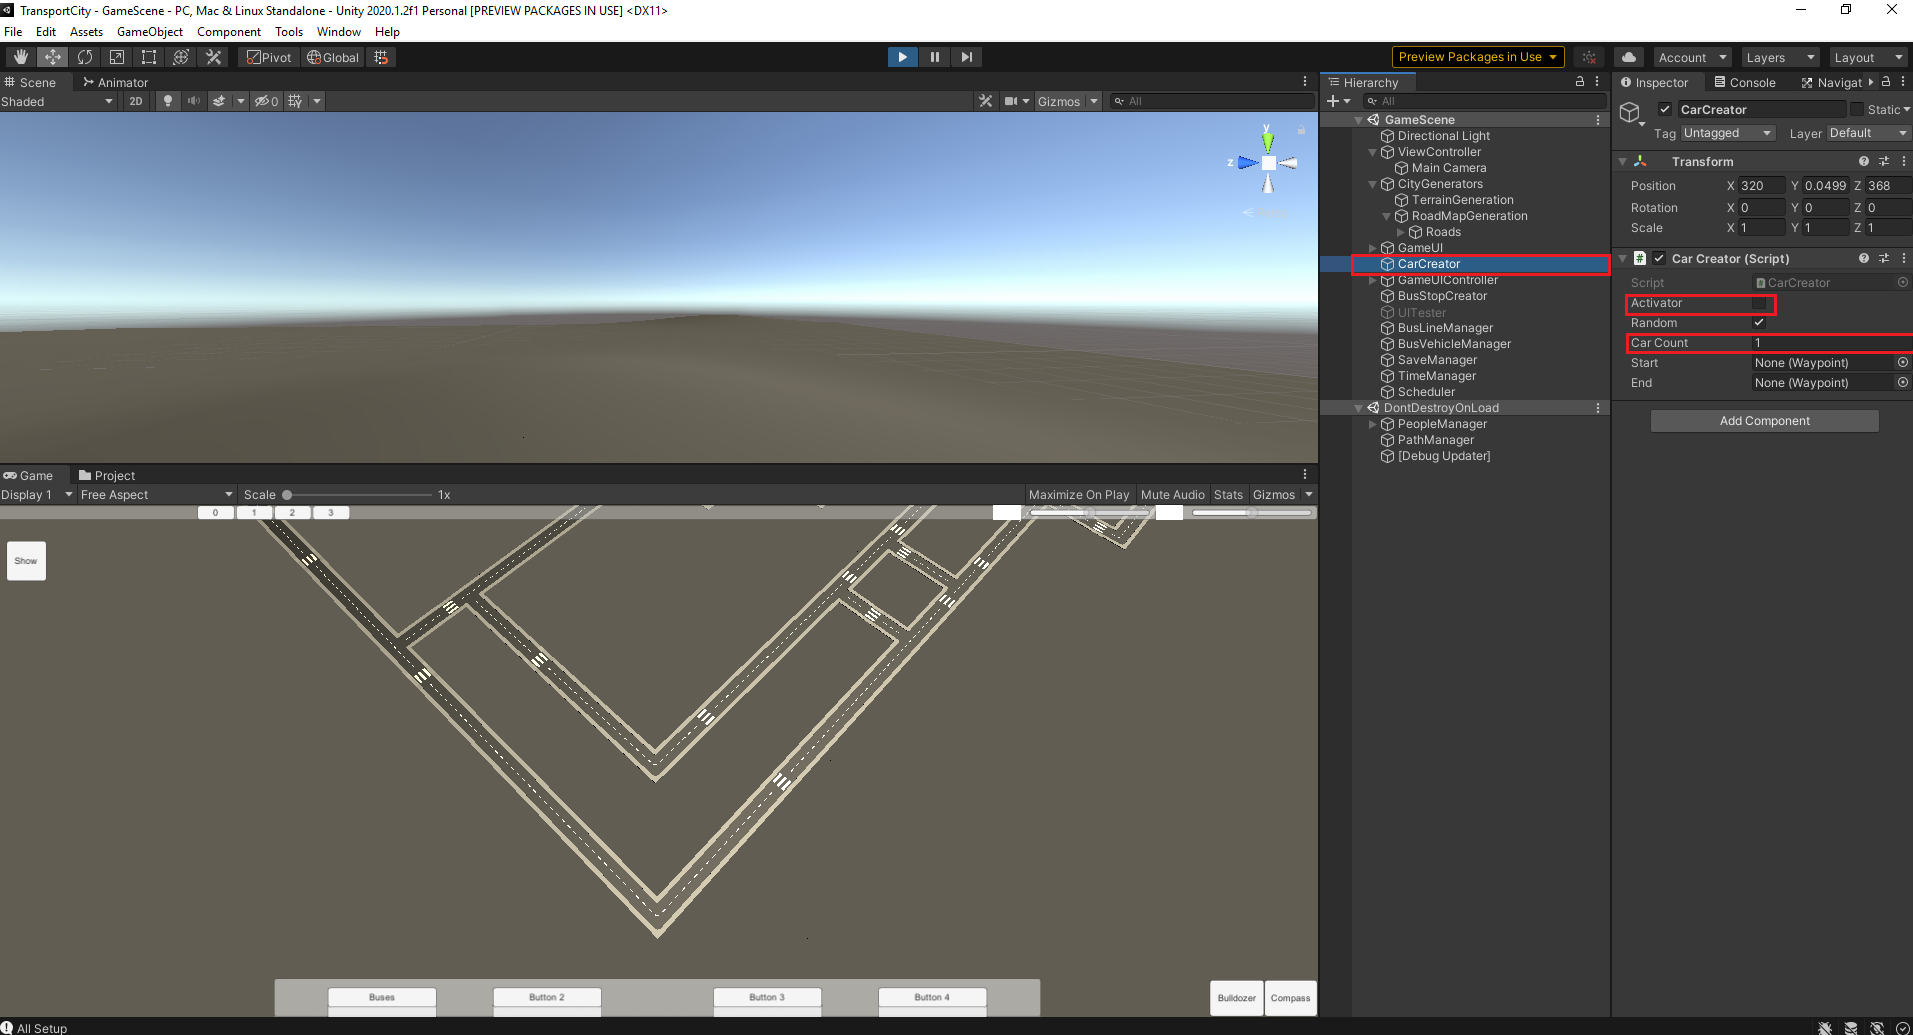 TransportCity - GameScene - PC, Mac & Linux Standalone - Unity 2020.1.2f1 Personal [PREVIEW PACKAGES IN USE] <DX11>
File Edit Assets GameObject Component Tools Window Help
Pivot Global Preview Packages in Use Account Layers Layout
Scene Animator
Shaded 2D 0 Gizmos All
y
z
Game Project
Display 1 Free Aspect Scale 1x Maximize On Play Mute Audio Stats Gizmos
0 1 2 3
Show
Buses Button 2 Button 3 Button 4
Bulldozer Compass
All Setup
Hierarchy
All
GameScene
Directional Light
ViewController
Main Camera
CityGenerators
TerrainGeneration
RoadMapGeneration
Roads
GameUI
CarCreator
GameUIController
BusStopCreator
UITester
BusLineManager
BusVehicleManager
SaveManager
TimeManager
Scheduler
DontDestroyOnLoad
PeopleManager
PathManager
[Debug Updater]
Inspector Console Navigat
CarCreator Static
Tag Untagged Layer Default
Transform
Position X 320 Y 0.0499 Z 368
Rotation X 0 Y 0 Z 0
Scale X 1 Y 1 Z 1
# Car Creator (Script)
Script CarCreator
Activator
Random
Car Count 1
Start None (Waypoint)
End None (Waypoint)
Add Component